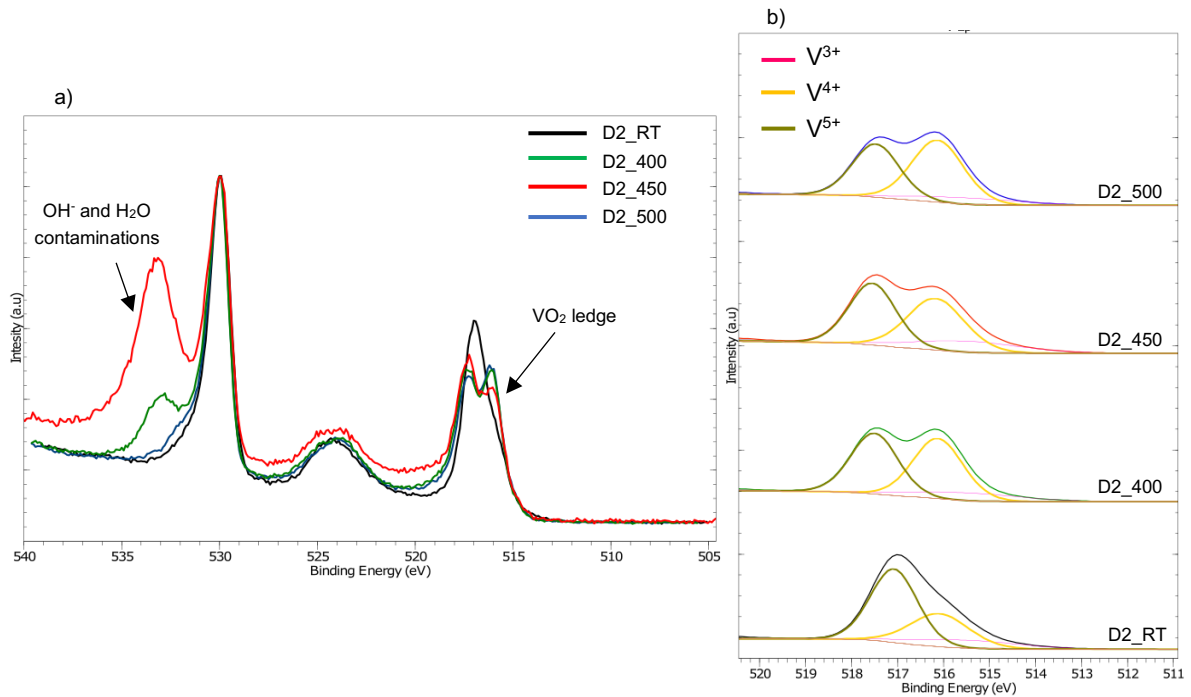 a)
D2_RT
D2_400
D2_450
D2_500
OH⁻ and H₂O
contaminations
VO₂ ledge
Intesity (a.u)
540 535 530 525 520 515 510 505
Binding Energy (eV)
b)
V³⁺
V⁴⁺
V⁵⁺
D2_500
D2_450
D2_400
D2_RT
Intensity (a.u)
520 519 518 517 516 515 514 513 512 511
Binding Energy (eV)